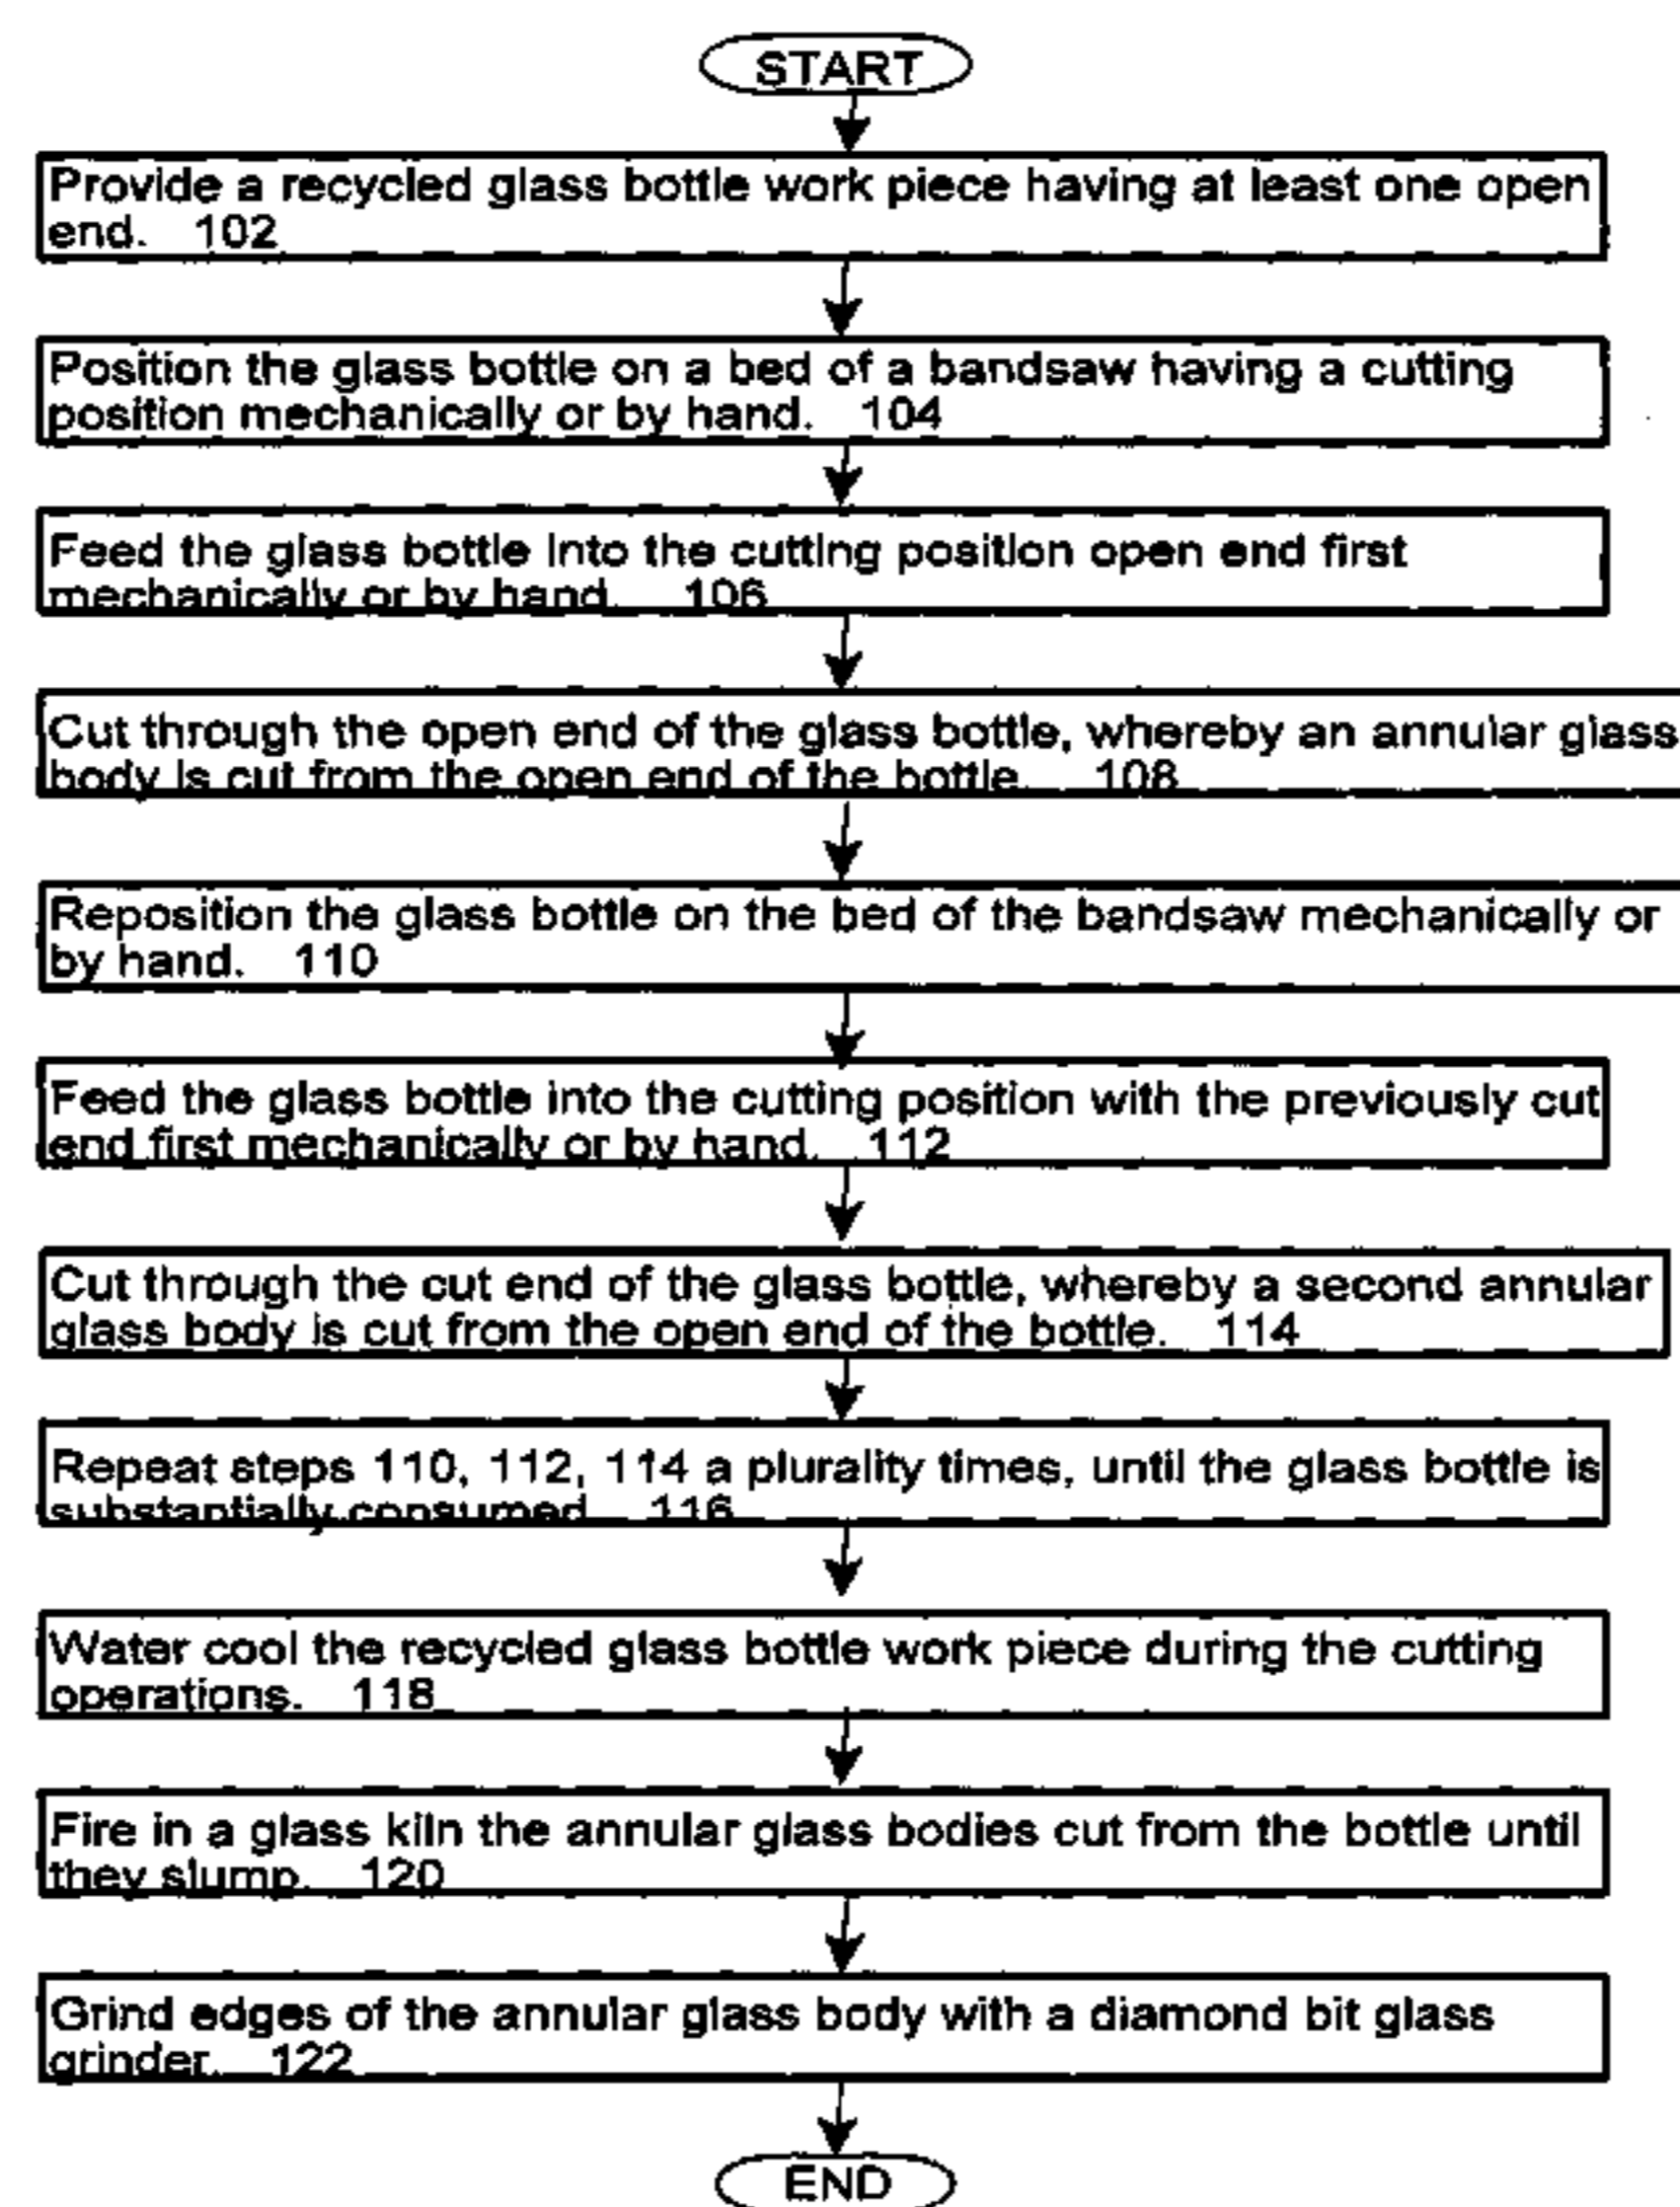 START
Provide a recycled glass bottle work piece having at least one open
end. 102
Position the glass bottle on a bed of a bandsaw having a cutting
position mechanically or by hand. 104
Feed the glass bottle into the cutting position open end first
mechanically or by hand. 106
Cut through the open end of the glass bottle, whereby an annular glass
body is cut from the open end of the bottle. 108
Reposition the glass bottle on the bed of the bandsaw mechanically or
by hand. 110
Feed the glass bottle into the cutting position with the previously cut
end first mechanically or by hand. 112
Cut through the cut end of the glass bottle, whereby a second annular
glass body is cut from the open end of the bottle. 114
Repeat steps 110, 112, 114 a plurality times, until the glass bottle is
substantially consumed. 116
Water cool the recycled glass bottle work piece during the cutting
operations. 118
Fire in a glass kiln the annular glass bodies cut from the bottle until
they slump. 120
Grind edges of the annular glass body with a diamond bit glass
grinder. 122
END